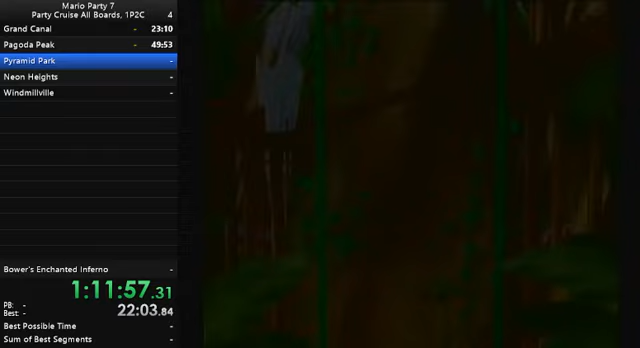 Mario Party 7
Party Cruise All Boards, 1P2C 4
Grand Canal - 23:10
Pagoda Peak - 49:53
Pyramid Park -
Neon Heights -
Windmillville -
Bower's Enchanted Inferno -
1:11:57.31
PB: -
Best: - 22:03.84
Best Possible Time -
Sum of Best Segments -